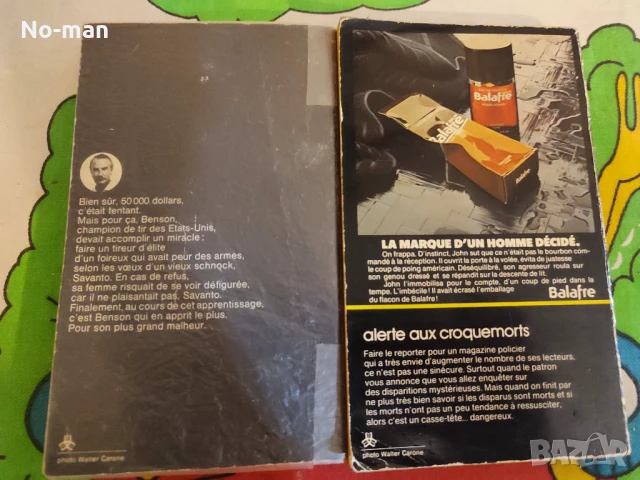 No-man
Bien sûr, 50 000 dollars,
c'était tentant.
Mais pour ça, Benson,
champion de tir des Etats-Unis,
devait accomplir un miracle :
faire un tireur d'élite
d'un foireux qui avait peur des armes,
selon les vœux d'un vieux schnock,
Savanto. En cas de refus,
sa femme risquait de se voir défigurée,
car il ne plaisantait pas, Savanto.
Finalement, au cours de cet apprentissage,
c'est Benson qui en apprit le plus.
Pour son plus grand malheur.
photo Walter Carone
Balafre
Balafre
Balafre
LA MARQUE D'UN HOMME DÉCIDÉ.
On frappa. D'instinct, John sut que ce n'était pas le bourbon com-
mandé à la réception. Il ouvrit la porte à la volée, évita de justesse
le coup de poing américain. Déséquilibré, son agresseur roula sur
son genou dressé et se répandit sur la descente de lit.
John l'immobilisa pour le compte, d'un coup de pied dans la
tempe. L'imbécile ! Il avait écrasé l'emballage
du flacon de Balafre !
Balafre
alerte aux croquemorts
Faire le reporter pour un magazine policier
qui a très envie d'augmenter le nombre de ses lecteurs,
ce n'est pas une sinécure. Surtout quand le patron
vous annonce que vous allez enquêter sur
des disparitions mystérieuses. Mais quand on finit par
ne plus très bien savoir si les disparus sont morts et si
les morts n'ont pas un peu tendance à ressusciter,
alors c'est un casse-tête... dangereux.
photo Walter Carone
BAZAR
bg